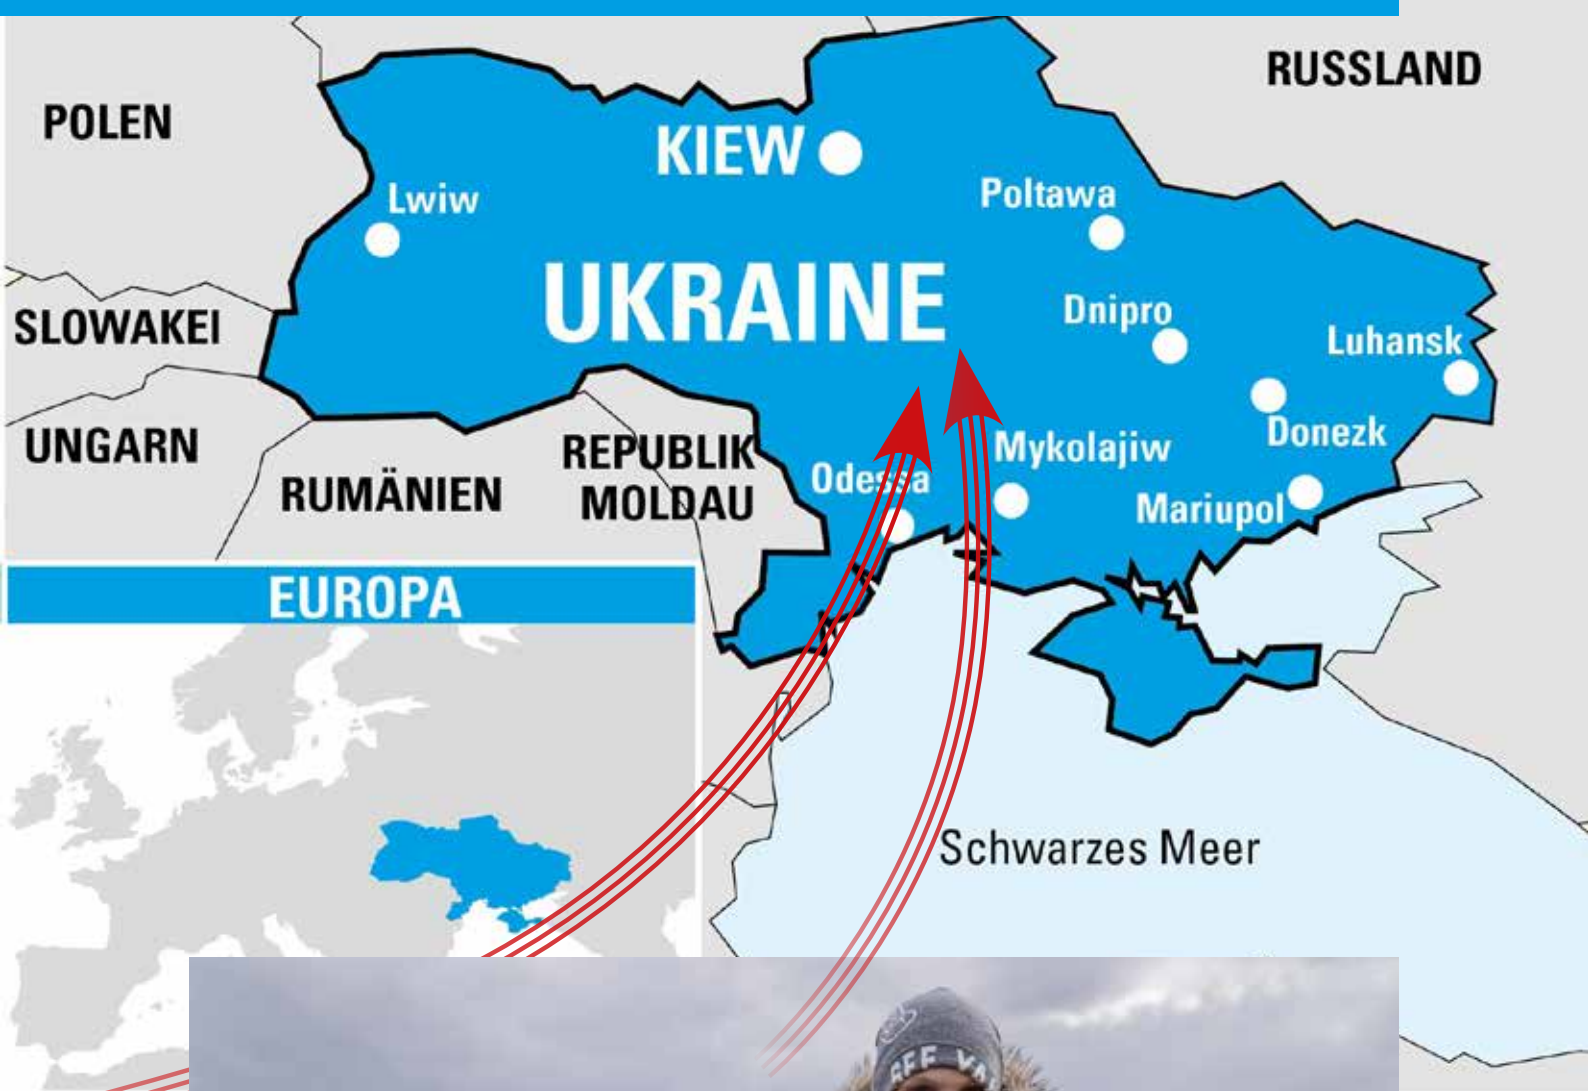 RUSSLAND
POLEN
KIEW
Lwiw
Poltawa
UKRAINE
Dnipro
SLOWAKEI
Luhansk
UNGARN
REPUBLIK
MOLDAU
RUMÄNIEN
Odessa
Mykolajiw
Donezk
Mariupol
EUROPA
Schwarzes Meer